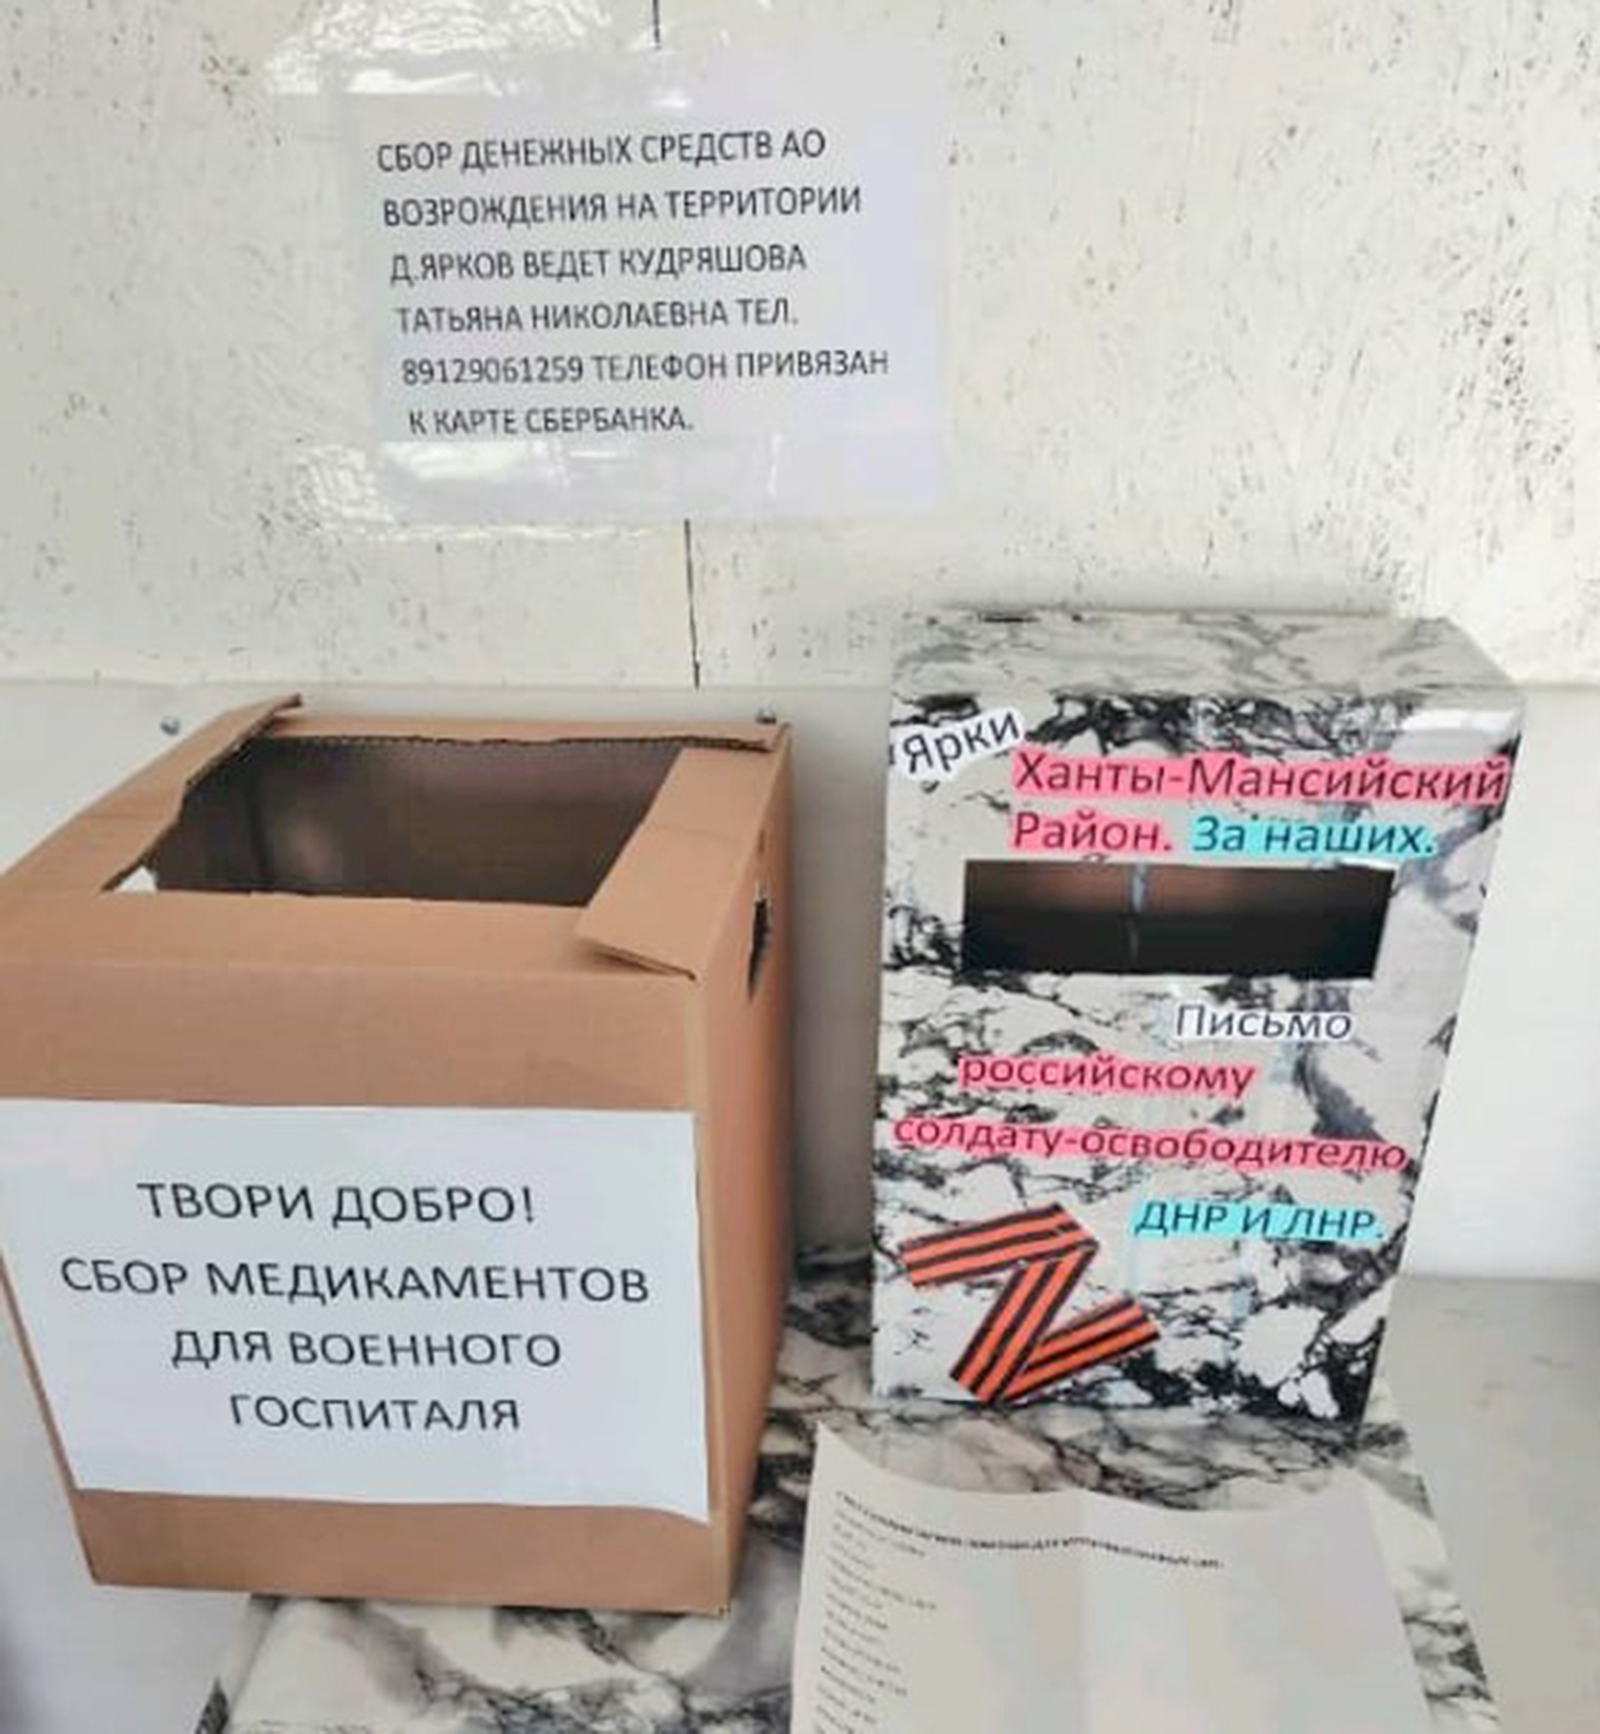 СБОР ДЕНЕЖНЫХ СРЕДСТВ АО
ВОЗРОЖДЕНИЯ НА ТЕРРИТОРИИ
Д.ЯРКОВ ВЕДЕТ КУДРЯШОВА
ТАТЬЯНА НИКОЛАЕВНА ТЕЛ.
89129061259 ТЕЛЕФОН ПРИВЯЗАН
К КАРТЕ СБЕРБАНКА.
Ярки
Ханты-Мансийский
Район. За наших.
Письмо
российскому
солдату-освободителю
ДНР И ЛНР.
ТВОРИ ДОБРО!
СБОР МЕДИКАМЕНТОВ
ДЛЯ ВОЕННОГО
ГОСПИТАЛЯ